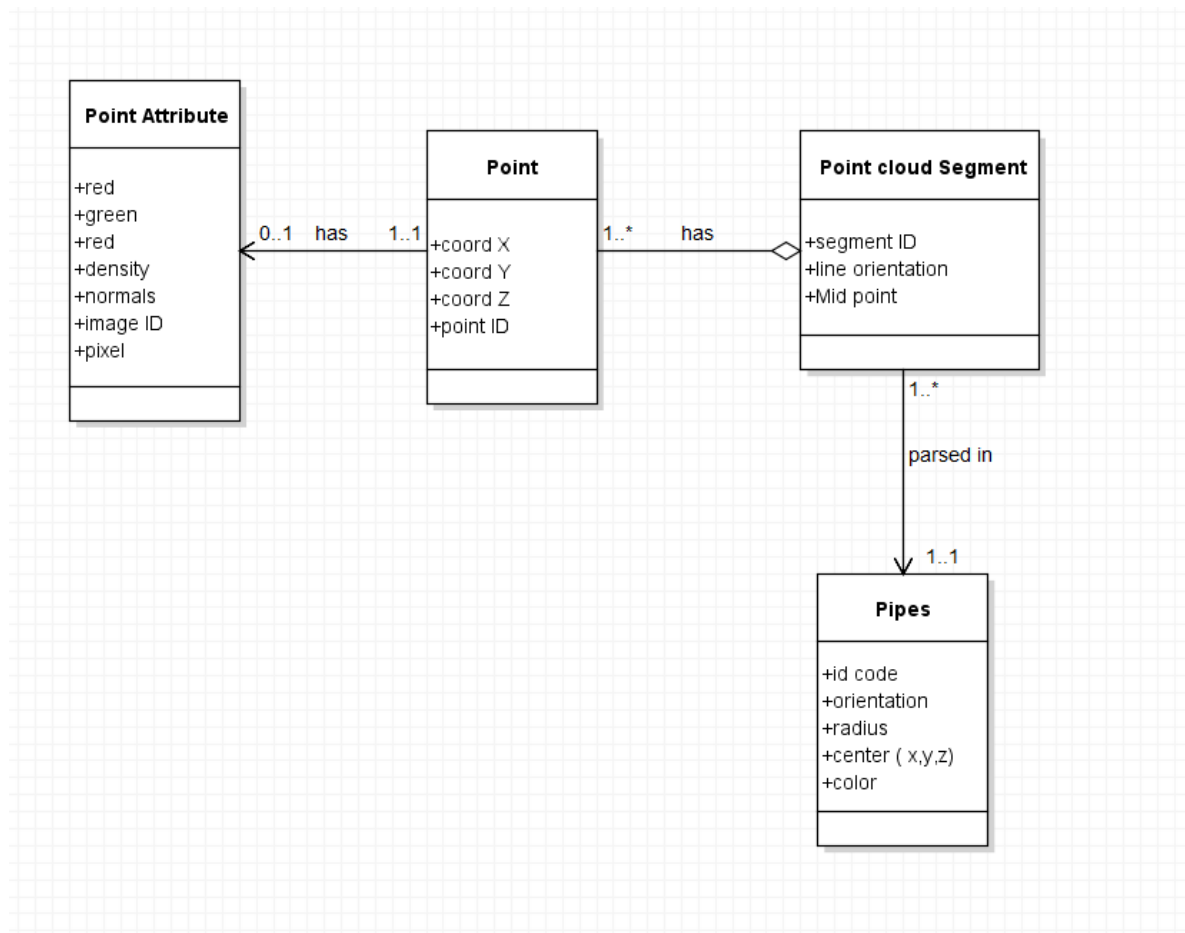 Point Attribute
+red
+green
+red
+density
+normals
+image ID
+pixel
0..1 has 1..1
Point
+coord X
+coord Y
+coord Z
+point ID
1..* has
Point cloud Segment
+segment ID
+line orientation
+Mid point
1..*
parsed in
1..1
Pipes
+id code
+orientation
+radius
+center ( x,y,z)
+color